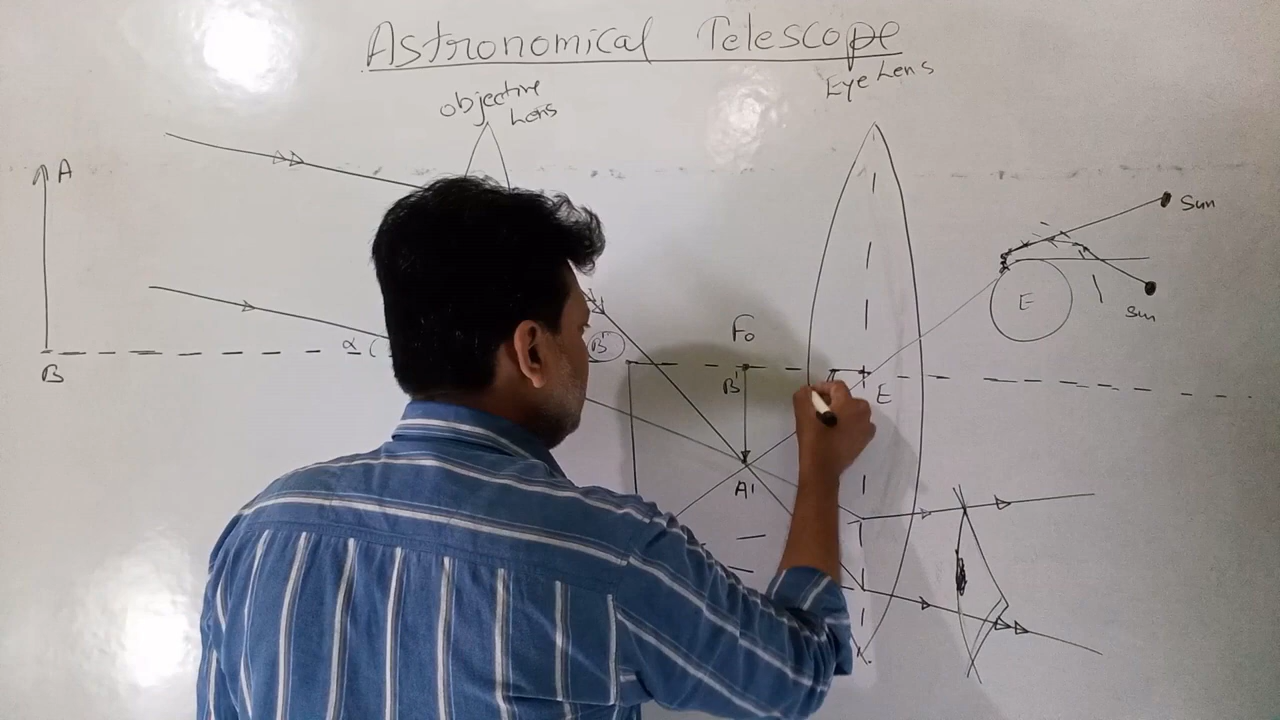 Astronomical Telescope
Objective
Lens
Eye Lens
A
Sun
E
Sun
Fo
α
B"
B
B'
E
A'